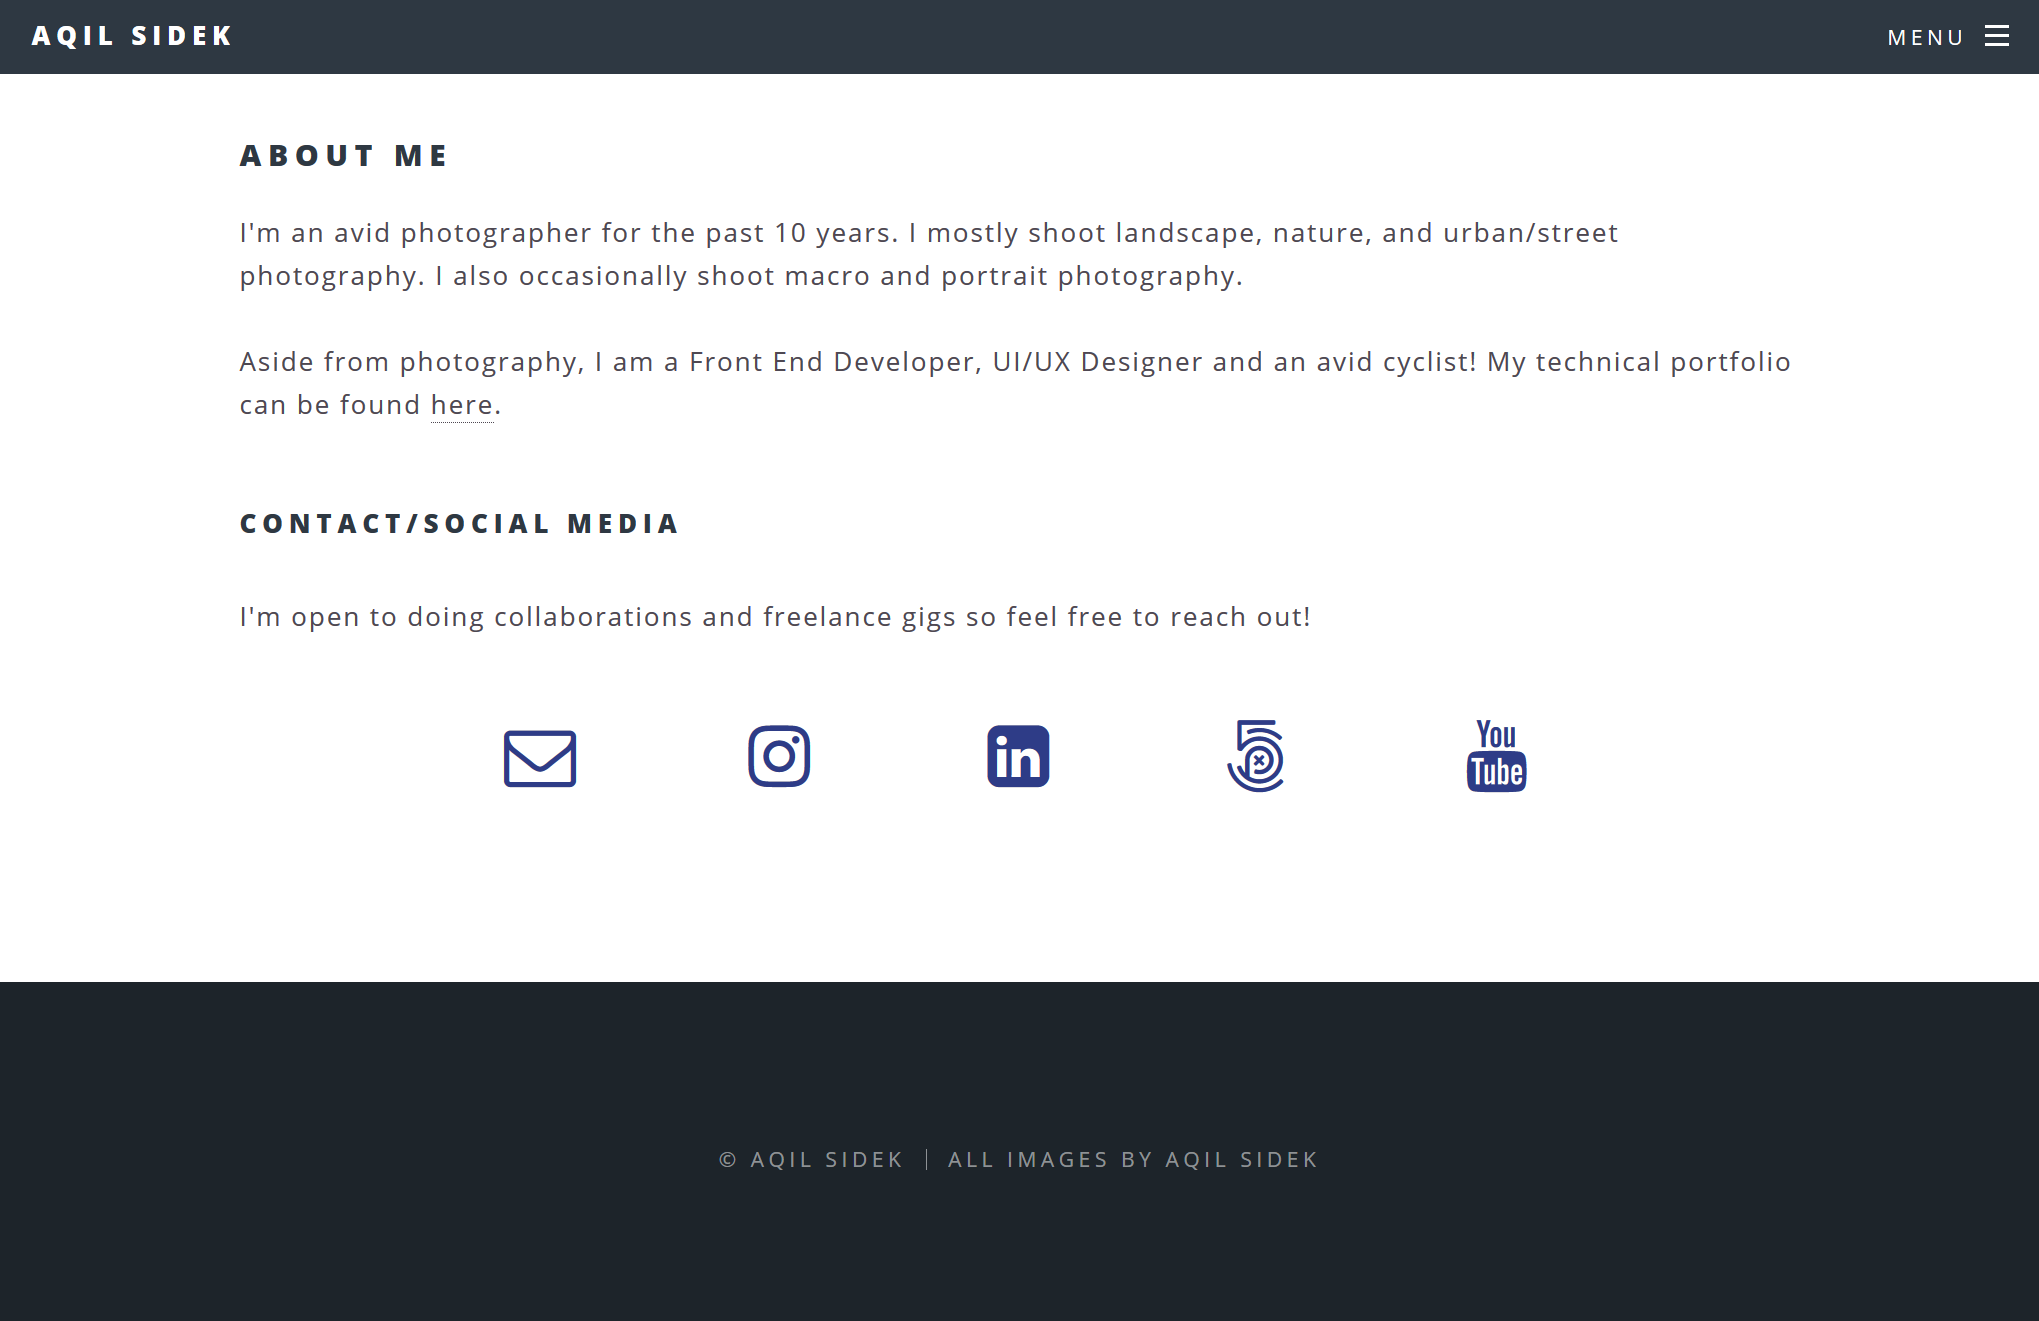 AQIL SIDEK
MENU
ABOUT ME
I'm an avid photographer for the past 10 years. I mostly shoot landscape, nature, and urban/street
photography. I also occasionally shoot macro and portrait photography.
Aside from photography, I am a Front End Developer, UI/UX Designer and an avid cyclist! My technical portfolio
can be found here.
CONTACT/SOCIAL MEDIA
I'm open to doing collaborations and freelance gigs so feel free to reach out!
in
5
You
Tube
© AQIL SIDEK | ALL IMAGES BY AQIL SIDEK